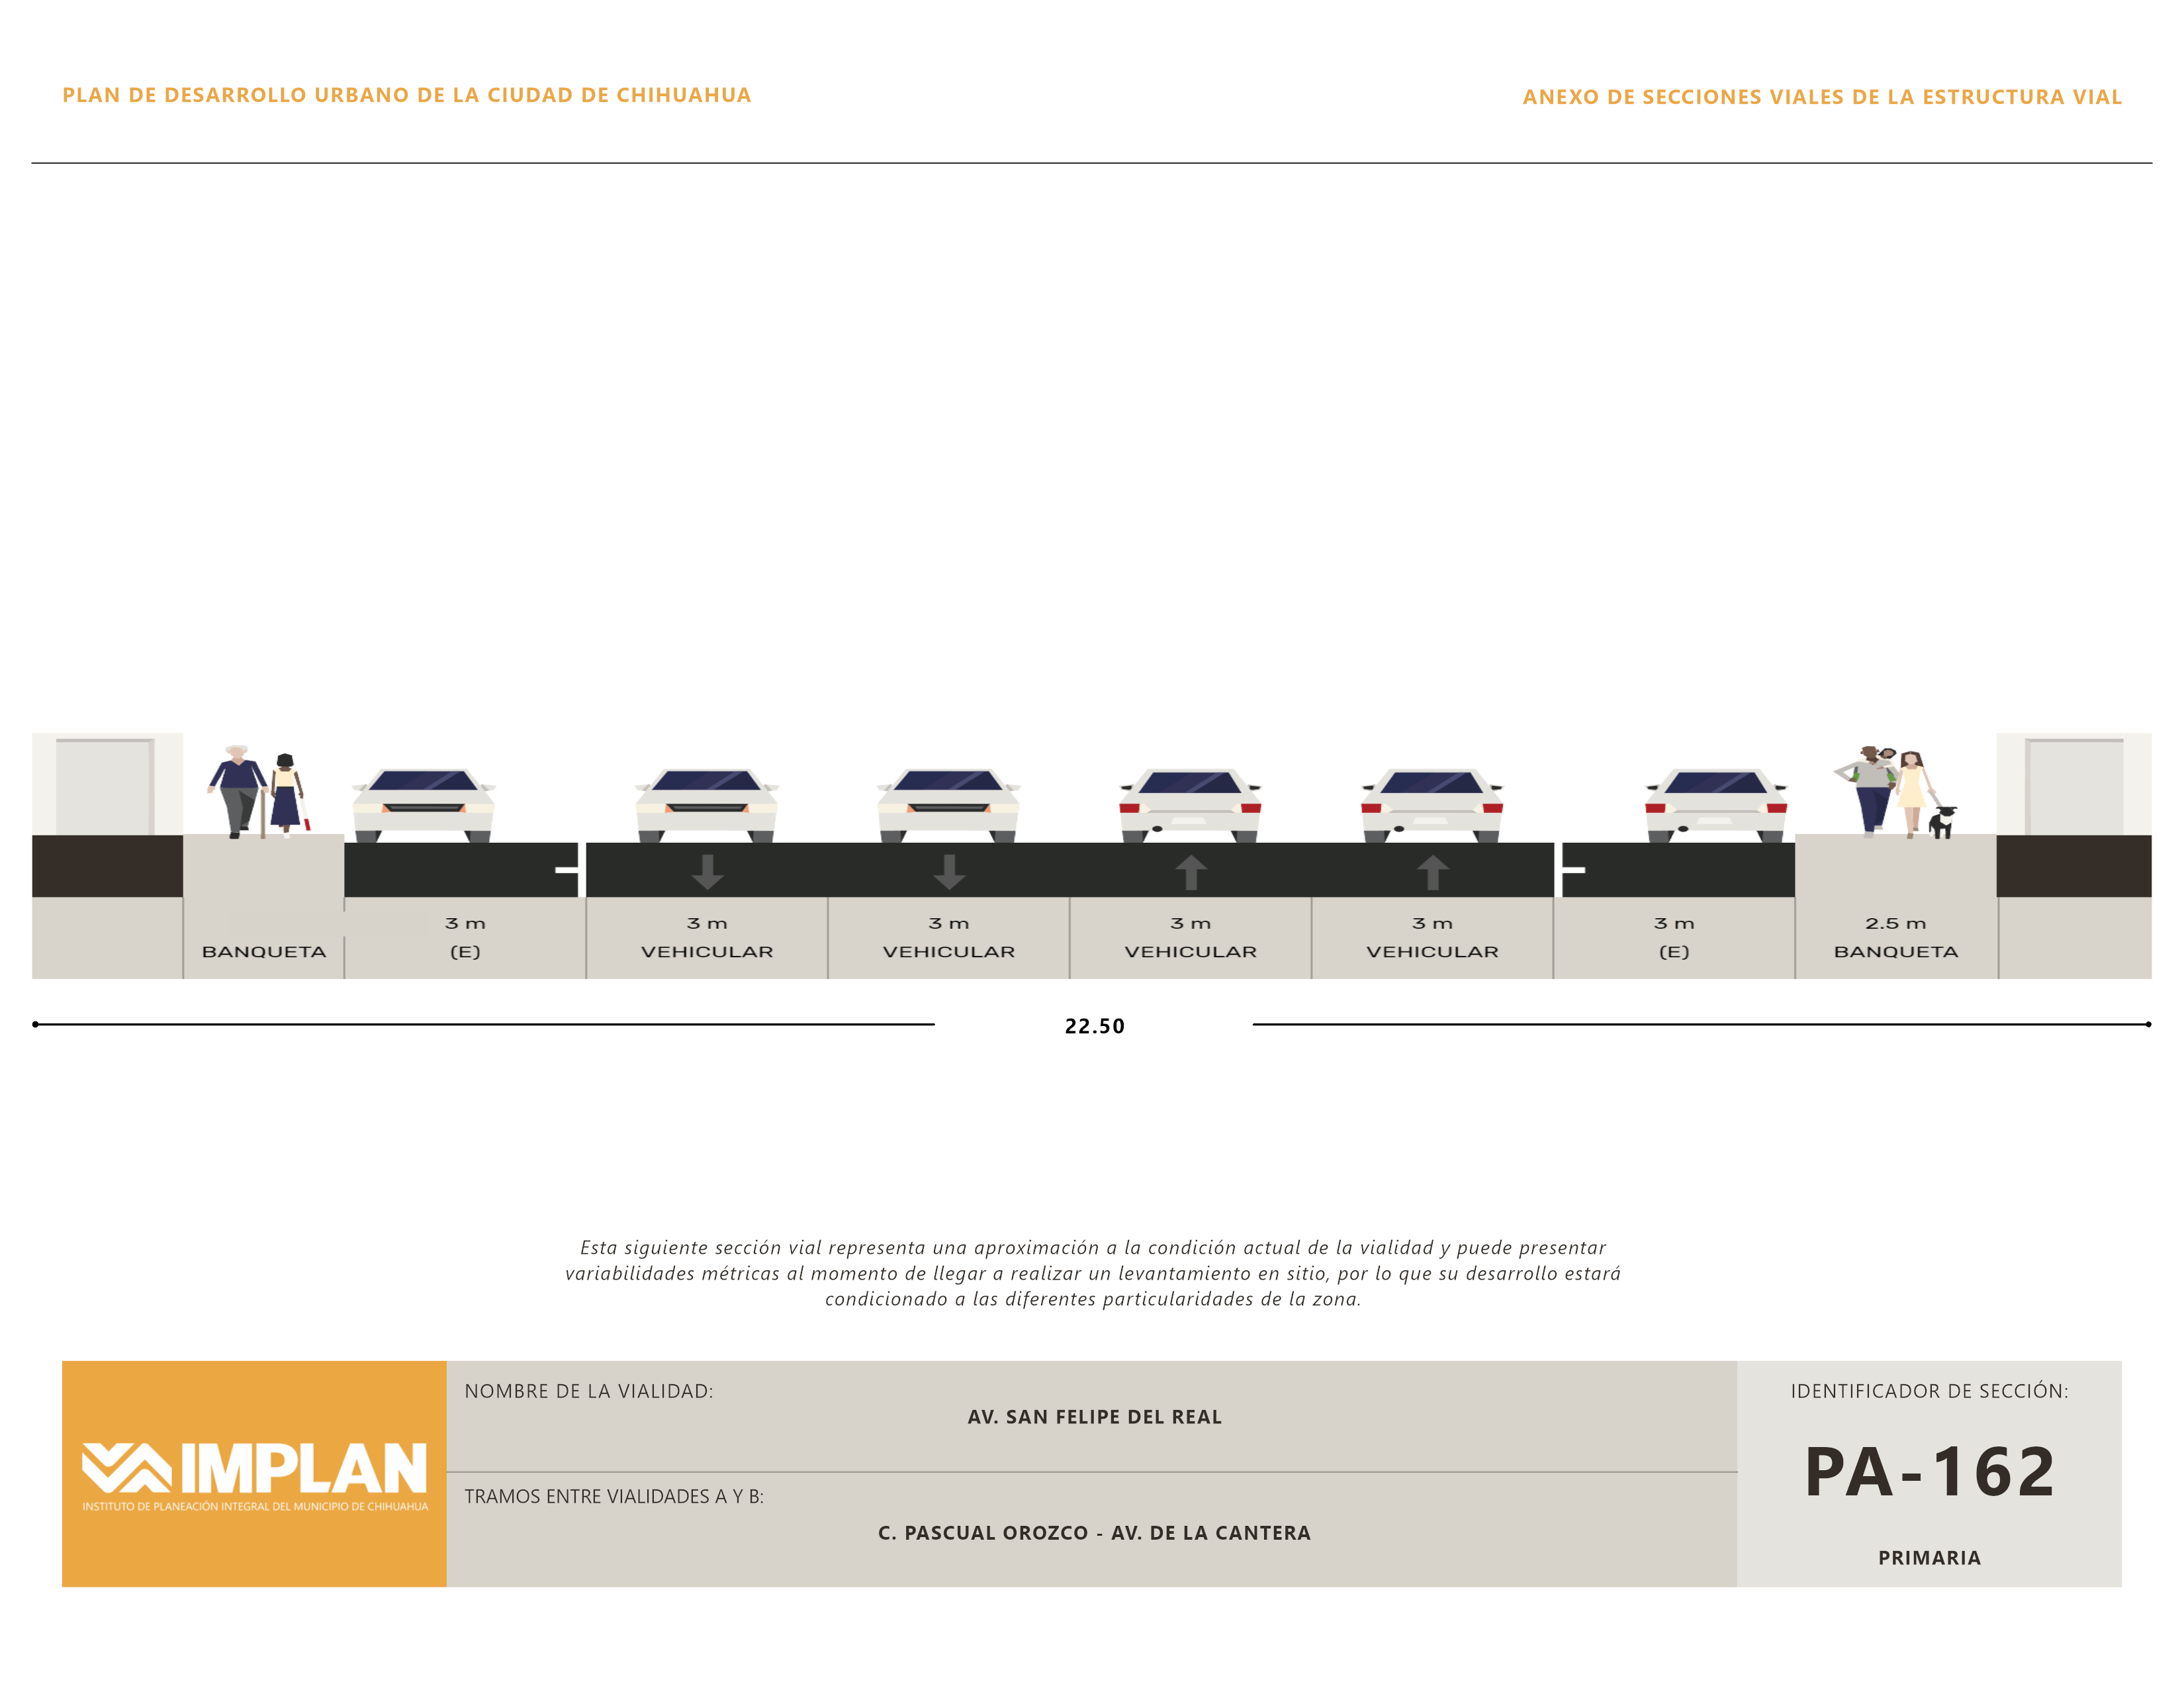 PLAN DE DESARROLLO URBANO DE LA CIUDAD DE CHIHUAHUA
ANEXO DE SECCIONES VIALES DE LA ESTRUCTURA VIAL
3 m
3 m
3 m
3 m
3 m
3 m
2.5 m
BANQUETA
(E)
VEHICULAR
VEHICULAR
VEHICULAR
VEHICULAR
(E)
BANQUETA
22.50
Esta siguiente sección vial representa una aproximación a la condición actual de la vialidad y puede presentar
variabilidades métricas al momento de llegar a realizar un levantamiento en sitio, por lo que su desarrollo estará
condicionado a las diferentes particularidades de la zona.
IMPLAN
INSTITUTO DE PLANEACIÓN INTEGRAL DEL MUNICIPIO DE CHIHUAHUA
NOMBRE DE LA VIALIDAD:
AV. SAN FELIPE DEL REAL
TRAMOS ENTRE VIALIDADES A Y B:
C. PASCUAL OROZCO - AV. DE LA CANTERA
IDENTIFICADOR DE SECCIÓN:
PA-162
PRIMARIA